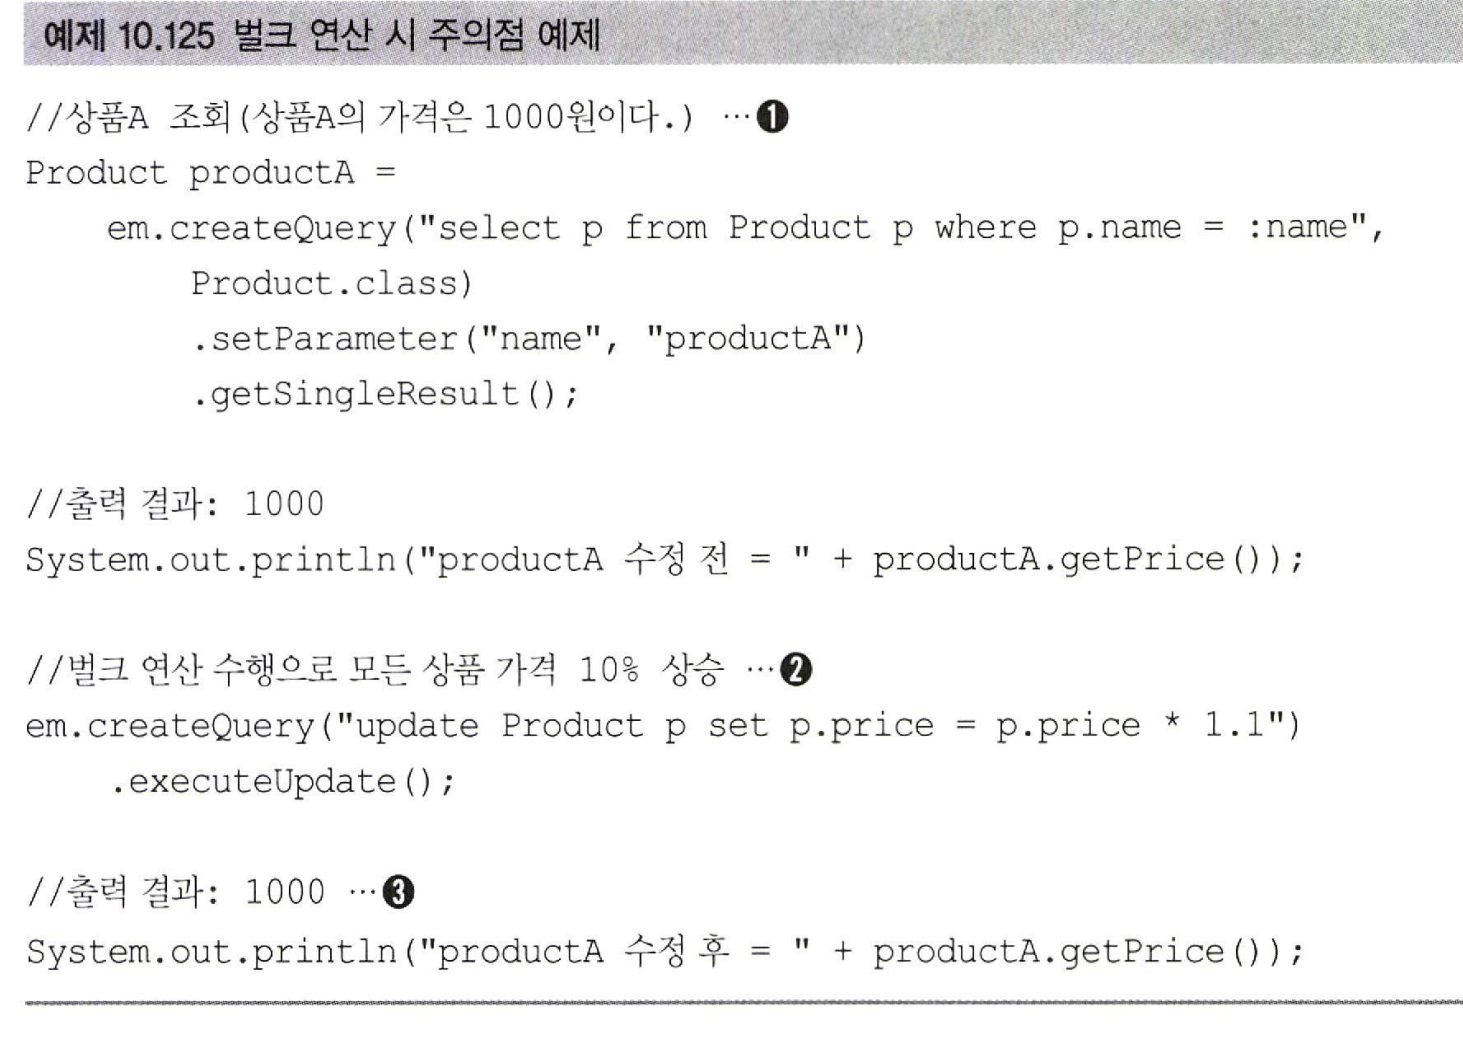 예제 10.125 벌크 연산 시 주의점 예제
//상품A 조회(상품A의 가격은 1000원이다.) …❶
Product productA =
em.createQuery("select p from Product p where p.name = :name",
Product.class)
.setParameter("name", "productA")
.getSingleResult();
//출력 결과: 1000
System.out.println("productA 수정 전 = " + productA.getPrice());
//벌크 연산 수행으로 모든 상품 가격 10% 상승 …❷
em.createQuery("update Product p set p.price = p.price * 1.1")
.executeUpdate();
//출력 결과: 1000 …❸
System.out.println("productA 수정 후 = " + productA.getPrice());